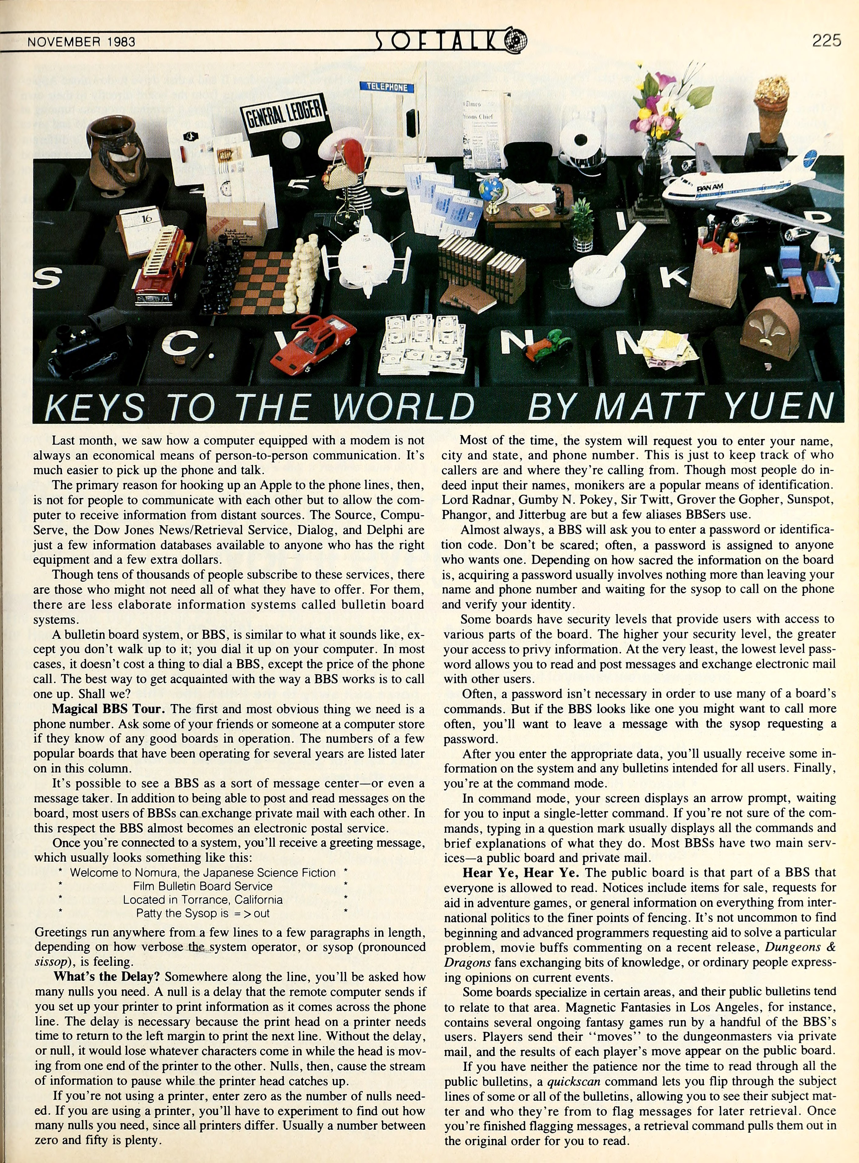 NOVEMBER 1983
SOFTALK
225
TELEPHONE
GENERAL LEDGER
16
PAN AM
S
I
P
K
C
V
N
M
KEYS TO THE WORLD BY MATT YUEN
Last month, we saw how a computer equipped with a modem is not
always an economical means of person-to-person communication. It's
much easier to pick up the phone and talk.
The primary reason for hooking up an Apple to the phone lines, then,
is not for people to communicate with each other but to allow the com-
puter to receive information from distant sources. The Source, Compu-
Serve, the Dow Jones News/Retrieval Service, Dialog, and Delphi are
just a few information databases available to anyone who has the right
equipment and a few extra dollars.
Though tens of thousands of people subscribe to these services, there
are those who might not need all of what they have to offer. For them,
there are less elaborate information systems called bulletin board
systems.
A bulletin board system, or BBS, is similar to what it sounds like, ex-
cept you don't walk up to it; you dial it up on your computer. In most
cases, it doesn't cost a thing to dial a BBS, except the price of the phone
call. The best way to get acquainted with the way a BBS works is to call
one up. Shall we?
Magical BBS Tour. The first and most obvious thing we need is a
phone number. Ask some of your friends or someone at a computer store
if they know of any good boards in operation. The numbers of a few
popular boards that have been operating for several years are listed later
on in this column.
It's possible to see a BBS as a sort of message center—or even a
message taker. In addition to being able to post and read messages on the
board, most users of BBSs can exchange private mail with each other. In
this respect the BBS almost becomes an electronic postal service.
Once you're connected to a system, you'll receive a greeting message,
which usually looks something like this:
* Welcome to Nomura, the Japanese Science Fiction *
* Film Bulletin Board Service *
* Located in Torrance, California *
* Patty the Sysop is = > out *
Greetings run anywhere from a few lines to a few paragraphs in length,
depending on how verbose the system operator, or sysop (pronounced
sissop), is feeling.
What's the Delay? Somewhere along the line, you'll be asked how
many nulls you need. A null is a delay that the remote computer sends if
you set up your printer to print information as it comes across the phone
line. The delay is necessary because the print head on a printer needs
time to return to the left margin to print the next line. Without the delay,
or null, it would lose whatever characters come in while the head is mov-
ing from one end of the printer to the other. Nulls, then, cause the stream
of information to pause while the printer head catches up.
If you're not using a printer, enter zero as the number of nulls need-
ed. If you are using a printer, you'll have to experiment to find out how
many nulls you need, since all printers differ. Usually a number between
zero and fifty is plenty.
Most of the time, the system will request you to enter your name,
city and state, and phone number. This is just to keep track of who
callers are and where they're calling from. Though most people do in-
deed input their names, monikers are a popular means of identification.
Lord Radnar, Gumby N. Pokey, Sir Twitt, Grover the Gopher, Sunspot,
Phangor, and Jitterbug are but a few aliases BBSers use.
Almost always, a BBS will ask you to enter a password or identifica-
tion code. Don't be scared; often, a password is assigned to anyone
who wants one. Depending on how sacred the information on the board
is, acquiring a password usually involves nothing more than leaving your
name and phone number and waiting for the sysop to call on the phone
and verify your identity.
Some boards have security levels that provide users with access to
various parts of the board. The higher your security level, the greater
your access to privy information. At the very least, the lowest level pass-
word allows you to read and post messages and exchange electronic mail
with other users.
Often, a password isn't necessary in order to use many of a board's
commands. But if the BBS looks like one you might want to call more
often, you'll want to leave a message with the sysop requesting a
password.
After you enter the appropriate data, you'll usually receive some in-
formation on the system and any bulletins intended for all users. Finally,
you're at the command mode.
In command mode, your screen displays an arrow prompt, waiting
for you to input a single-letter command. If you're not sure of the com-
mands, typing in a question mark usually displays all the commands and
brief explanations of what they do. Most BBSs have two main serv-
ices—a public board and private mail.
Hear Ye, Hear Ye. The public board is that part of a BBS that
everyone is allowed to read. Notices include items for sale, requests for
aid in adventure games, or general information on everything from inter-
national politics to the finer points of fencing. It's not uncommon to find
beginning and advanced programmers requesting aid to solve a particular
problem, movie buffs commenting on a recent release, Dungeons &
Dragons fans exchanging bits of knowledge, or ordinary people express-
ing opinions on current events.
Some boards specialize in certain areas, and their public bulletins tend
to relate to that area. Magnetic Fantasies in Los Angeles, for instance,
contains several ongoing fantasy games run by a handful of the BBS's
users. Players send their "moves" to the dungeonmasters via private
mail, and the results of each player's move appear on the public board.
If you have neither the patience nor the time to read through all the
public bulletins, a quickscan command lets you flip through the subject
lines of some or all of the bulletins, allowing you to see their subject mat-
ter and who they're from to flag messages for later retrieval. Once
you're finished flagging messages, a retrieval command pulls them out in
the original order for you to read.